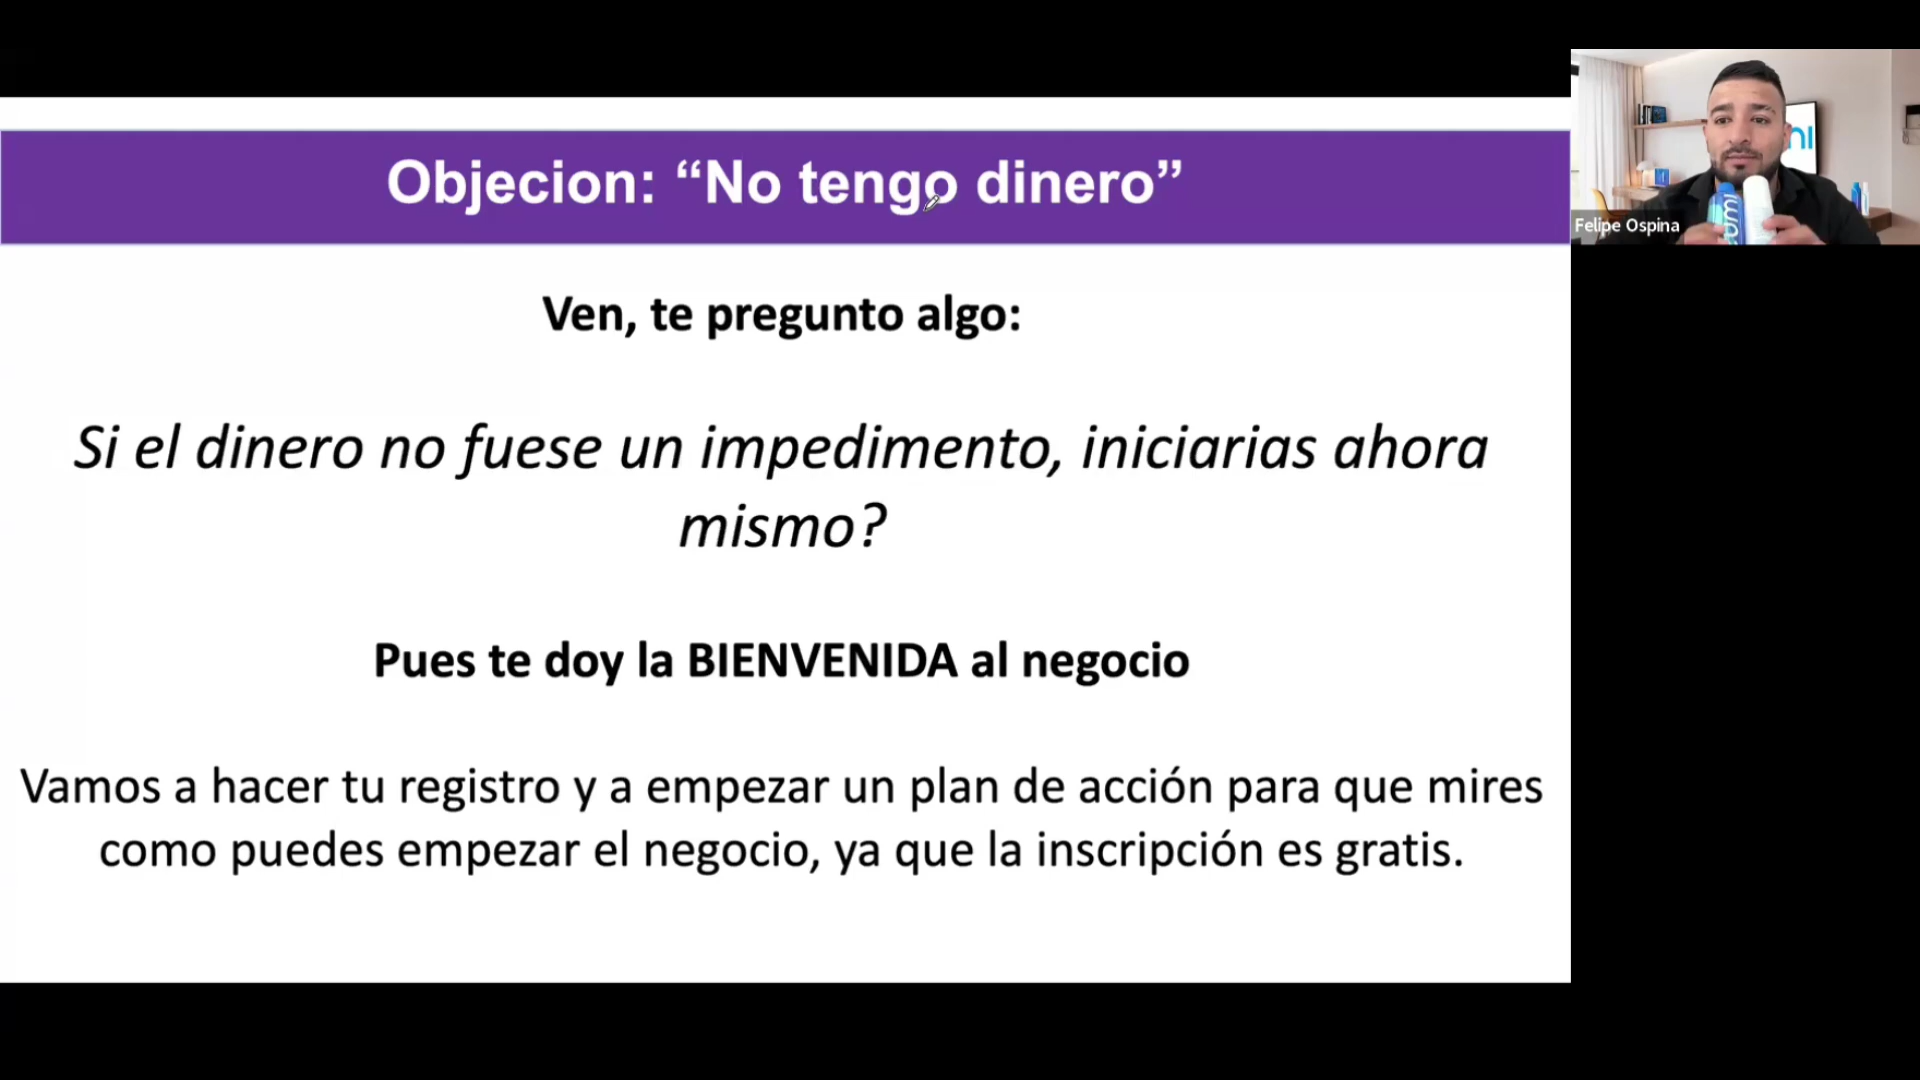 Objecion: “No tengo dinero”
Ven, te pregunto algo:
Si el dinero no fuese un impedimento, iniciarias ahora
mismo?
Pues te doy la BIENVENIDA al negocio
Vamos a hacer tu registro y a empezar un plan de acción para que mires
como puedes empezar el negocio, ya que la inscripción es gratis.
Felipe Ospina